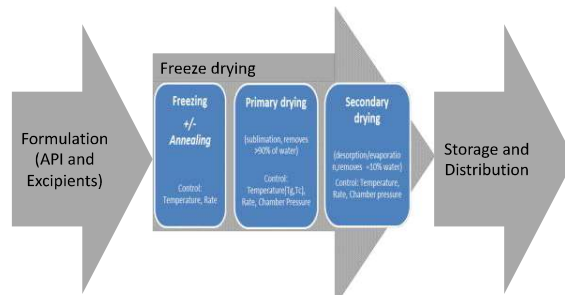 Freeze drying
Formulation
(API and
Excipients)
Freezing
+/-
Annealing
Control:
Temperature, Rate
Primary drying
(sublimation, removes
>90% of water)
Control:
Temperature(Tg,Tc),
Rate, Chamber Pressure
Secondary
drying
(desorption/evaporatio
n,removes ~10% water)
Control: Temperature,
Rate, Chamber pressure
Storage and
Distribution